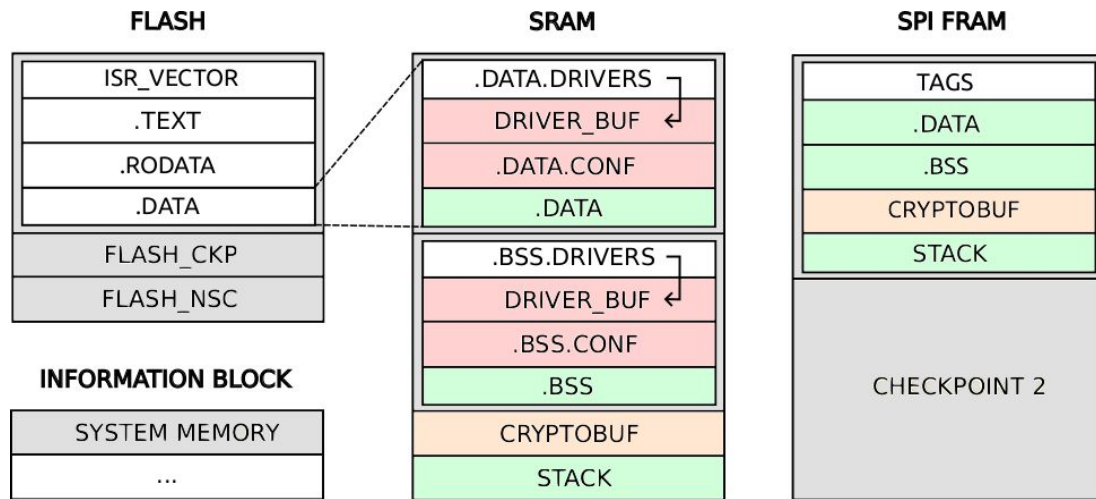 FLASH
ISR_VECTOR
.TEXT
.RODATA
.DATA
FLASH_CKP
FLASH_NSC
INFORMATION BLOCK
SYSTEM MEMORY
...
SRAM
.DATA.DRIVERS
DRIVER_BUF
.DATA.CONF
.DATA
.BSS.DRIVERS
DRIVER_BUF
.BSS.CONF
.BSS
CRYPTOBUF
STACK
SPI FRAM
TAGS
.DATA
.BSS
CRYPTOBUF
STACK
CHECKPOINT 2